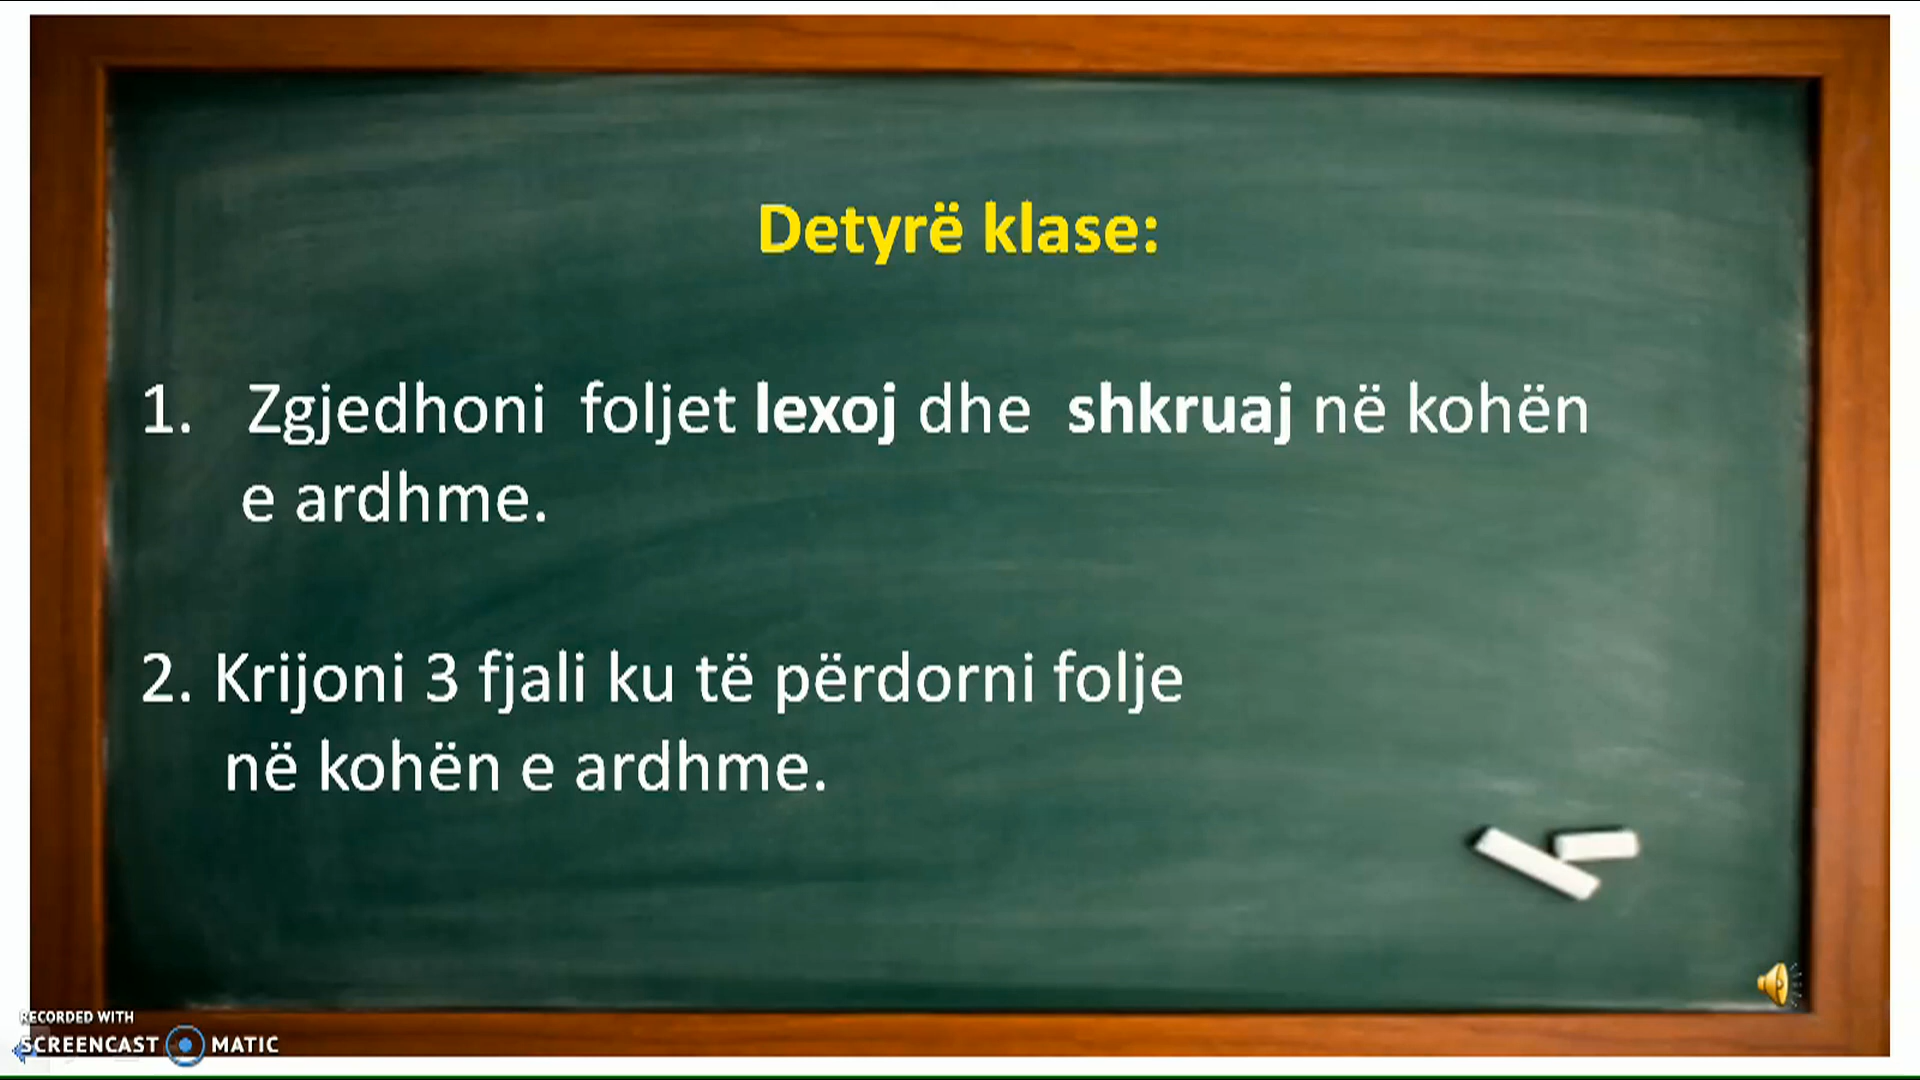 Detyrë klase:
1. Zgjedhoni foljet lexoj dhe shkruaj në kohën
e ardhme.
2. Krijoni 3 fjali ku të përdorni folje
në kohën e ardhme.
RECORDED WITH
SCREENCAST MATIC